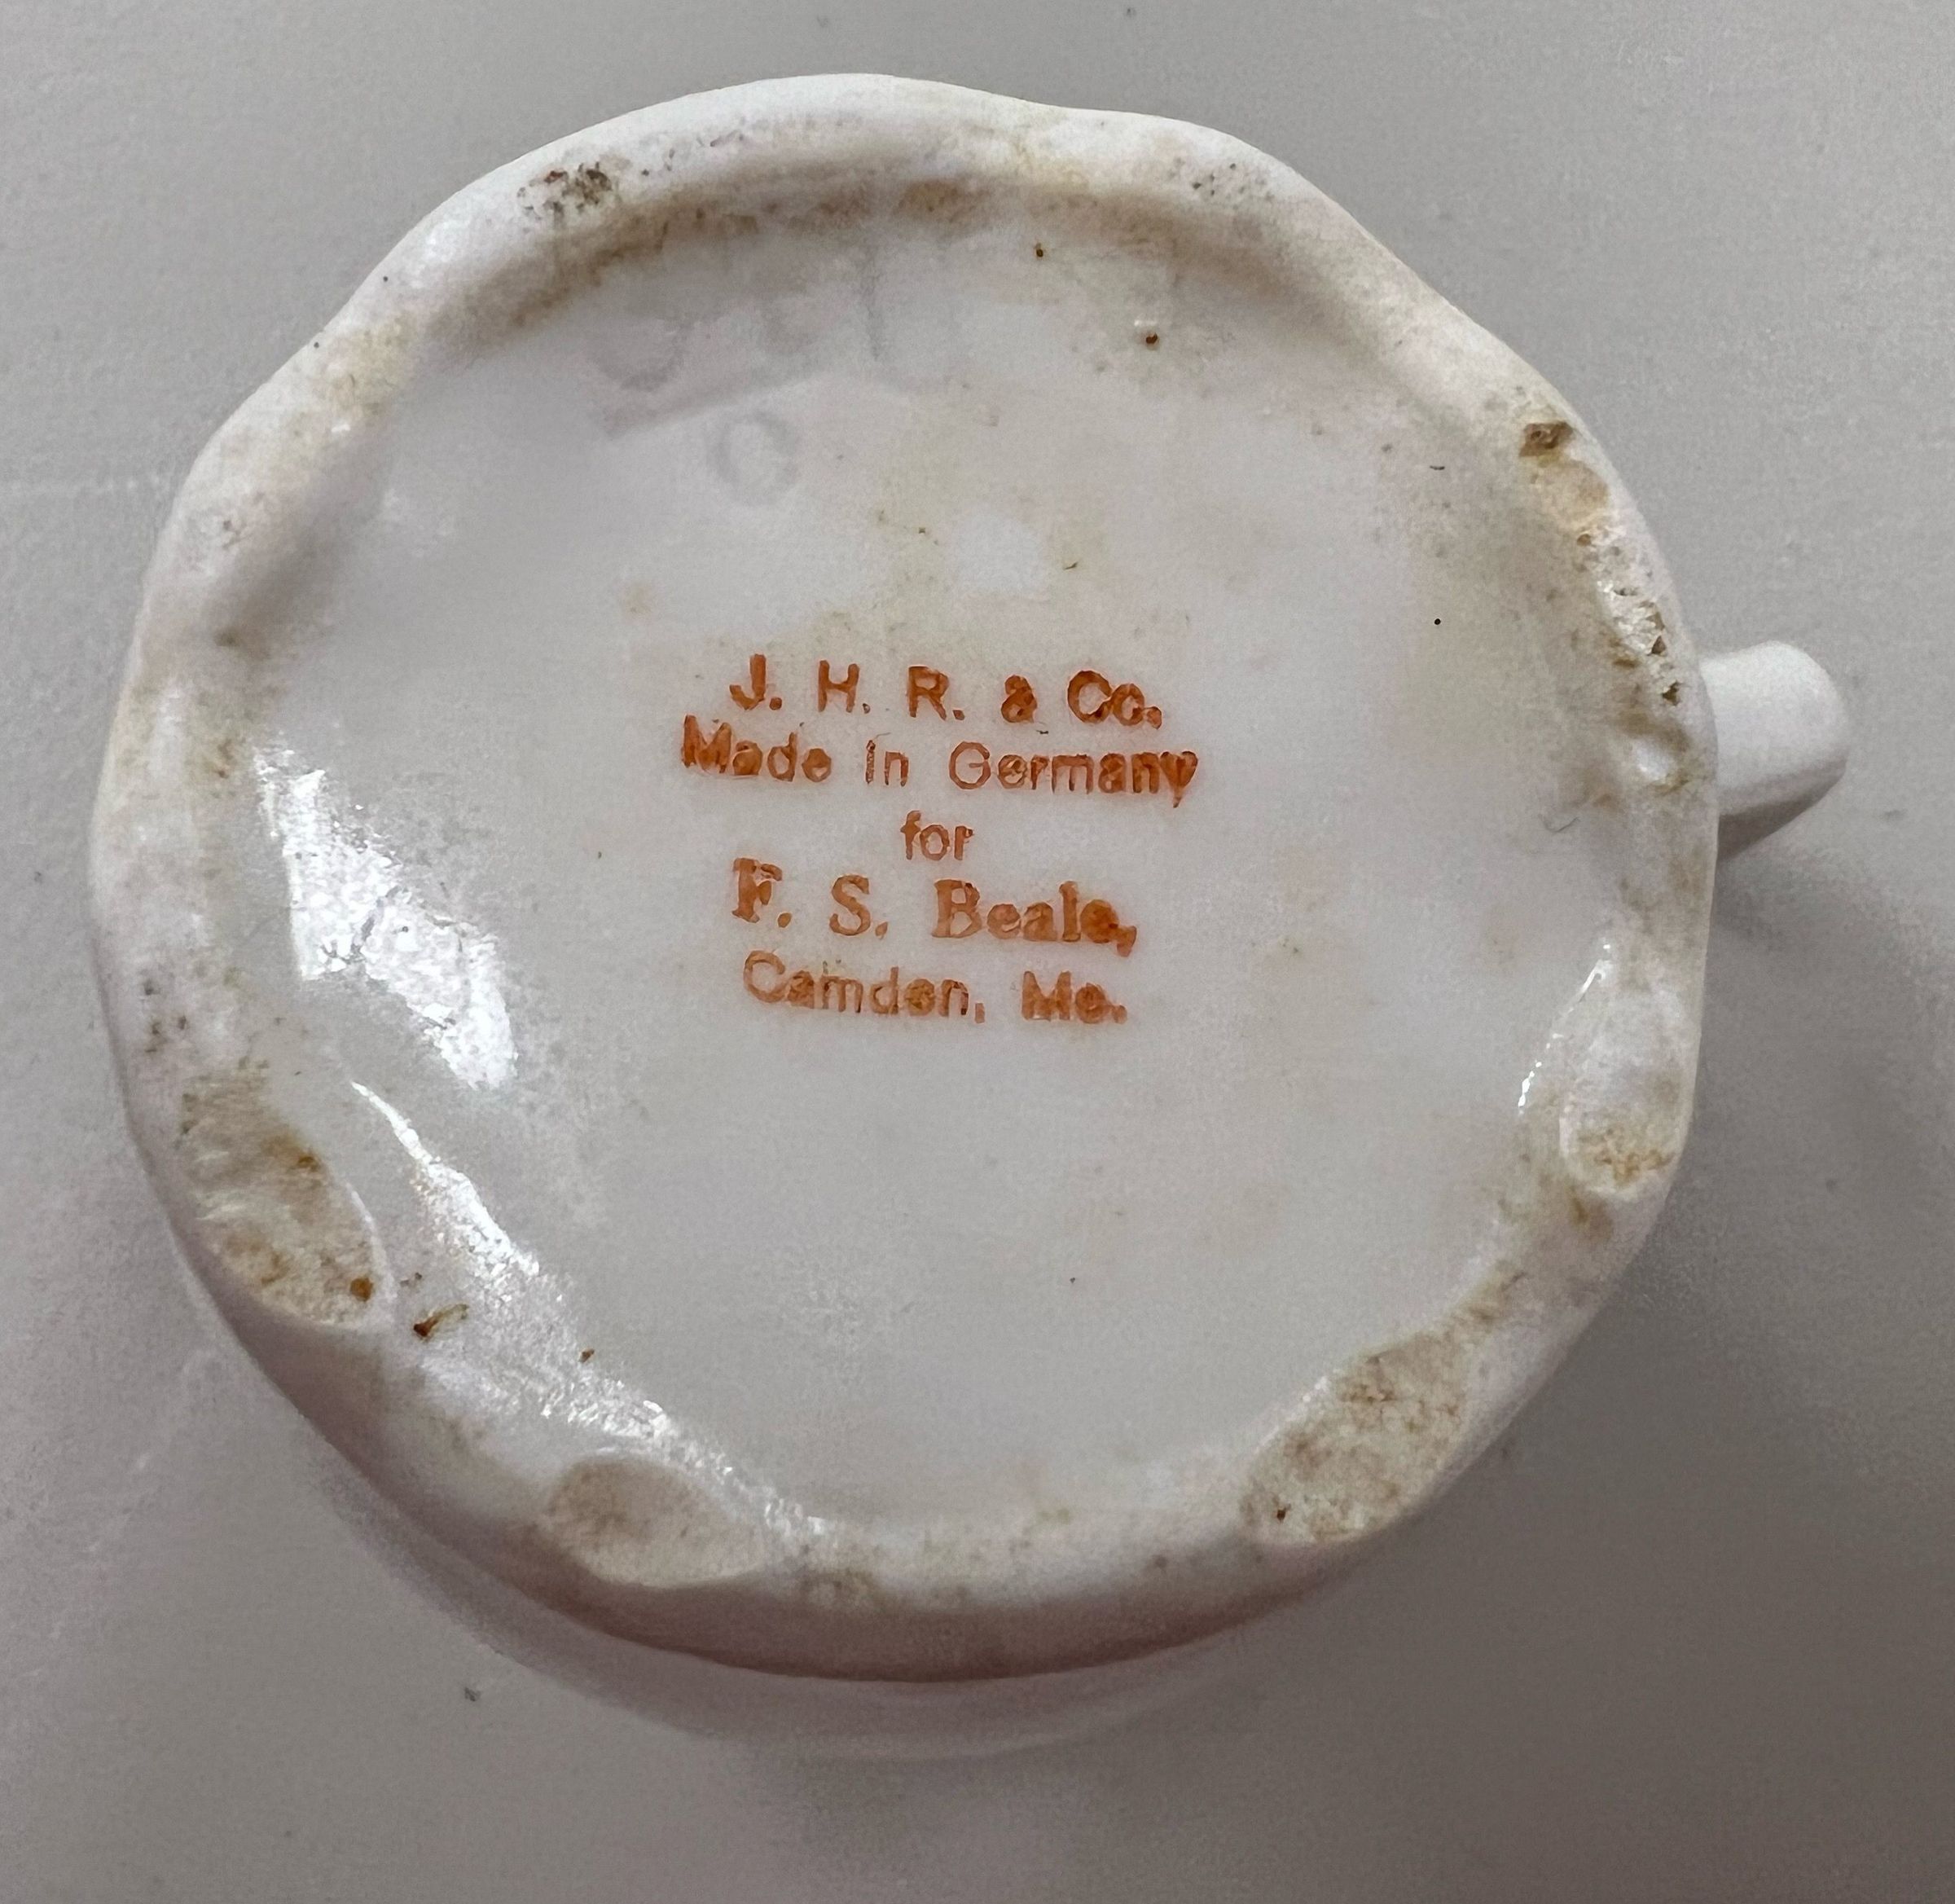 J. H. R. & Co.
Made in Germany
for
F. S. Beale,
Camden, Me.